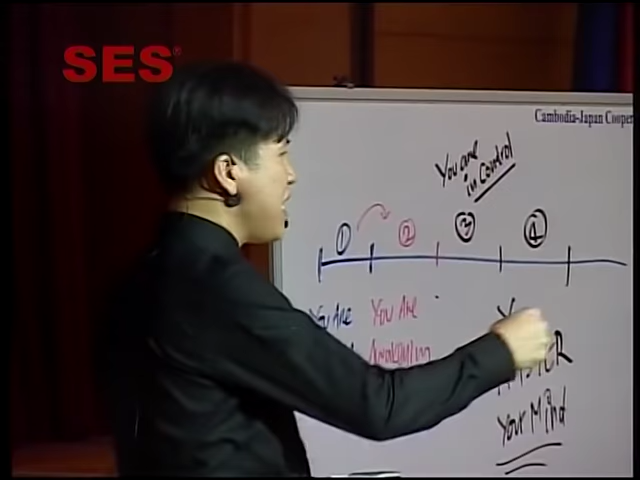 SES®
Cambodia-Japan Cooper
You are
in Control
1 2 3 4
You Are You Are
Your Mind